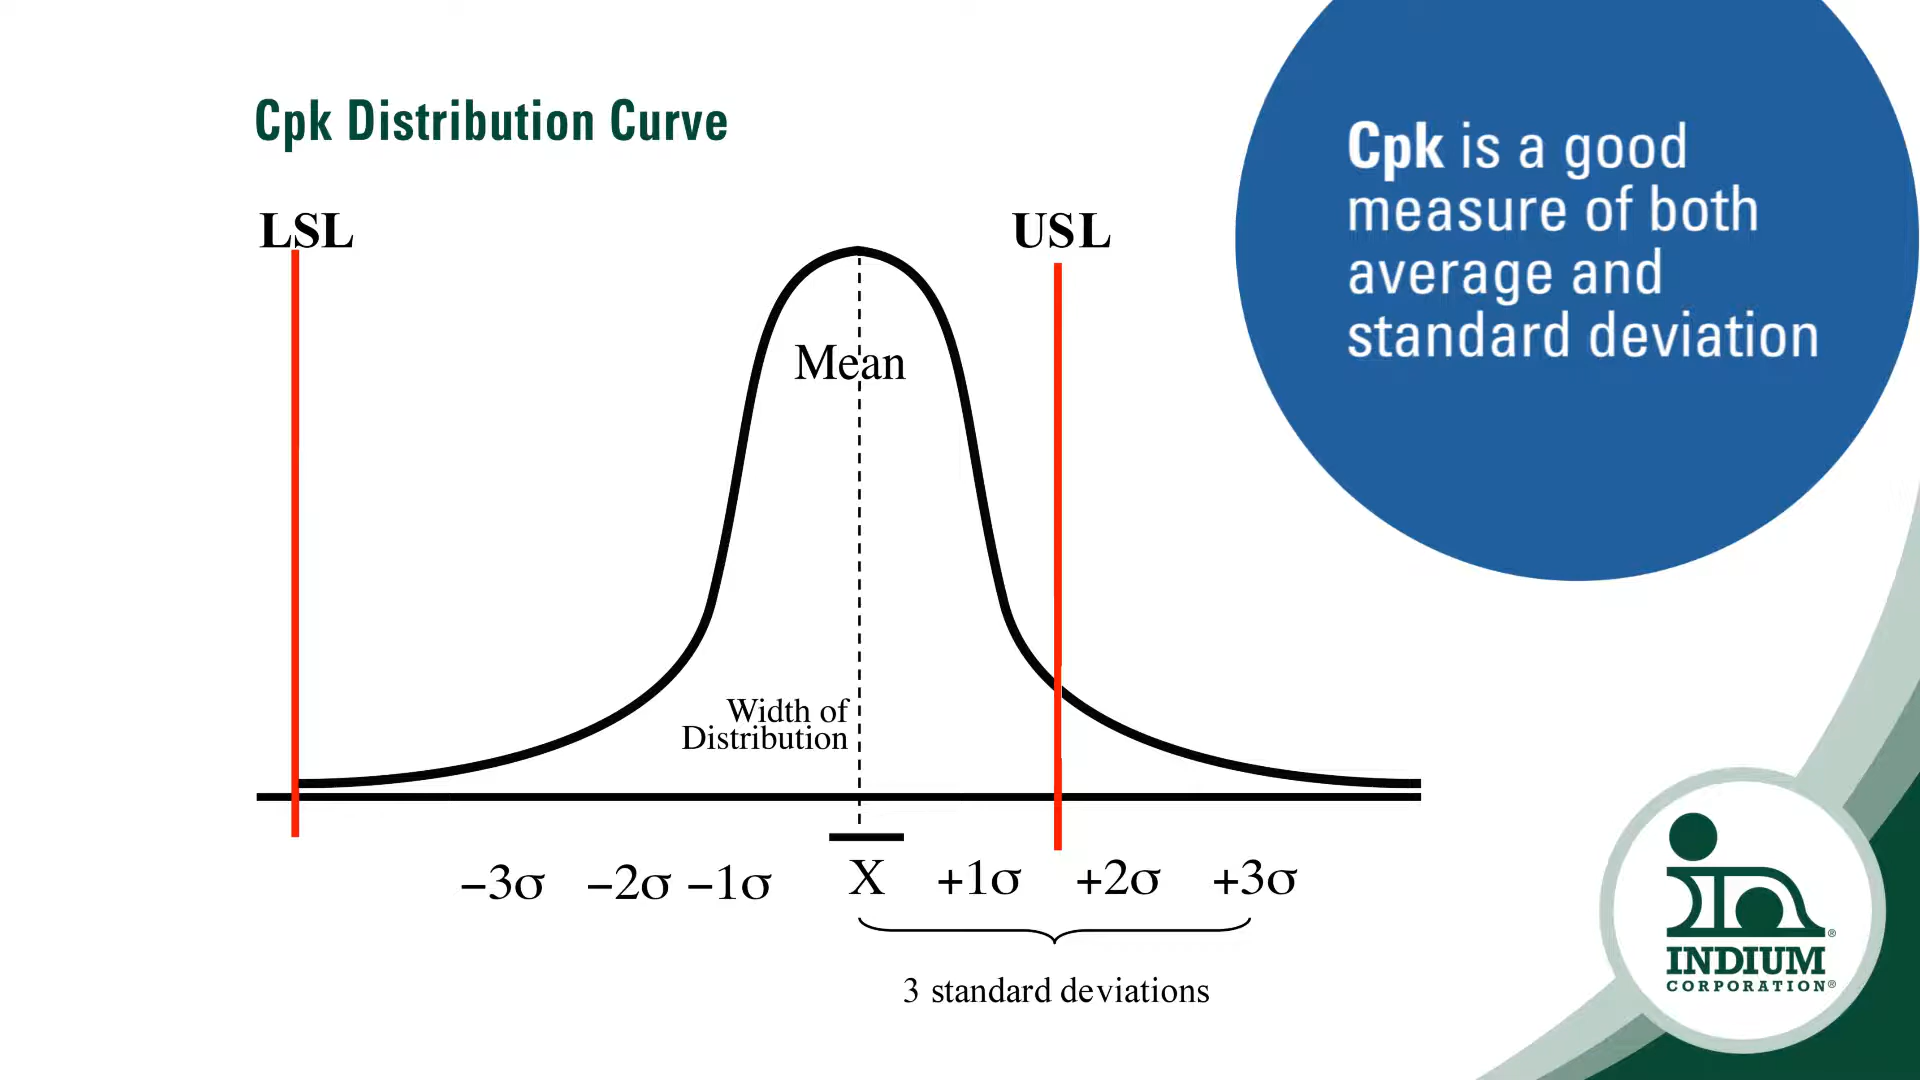 Cpk Distribution Curve
Cpk is a good
measure of both
average and
standard deviation
LSL
USL
Mean
Width of
Distribution
−3σ −2σ −1σ X +1σ +2σ +3σ
3 standard deviations
INDIUM
CORPORATION®